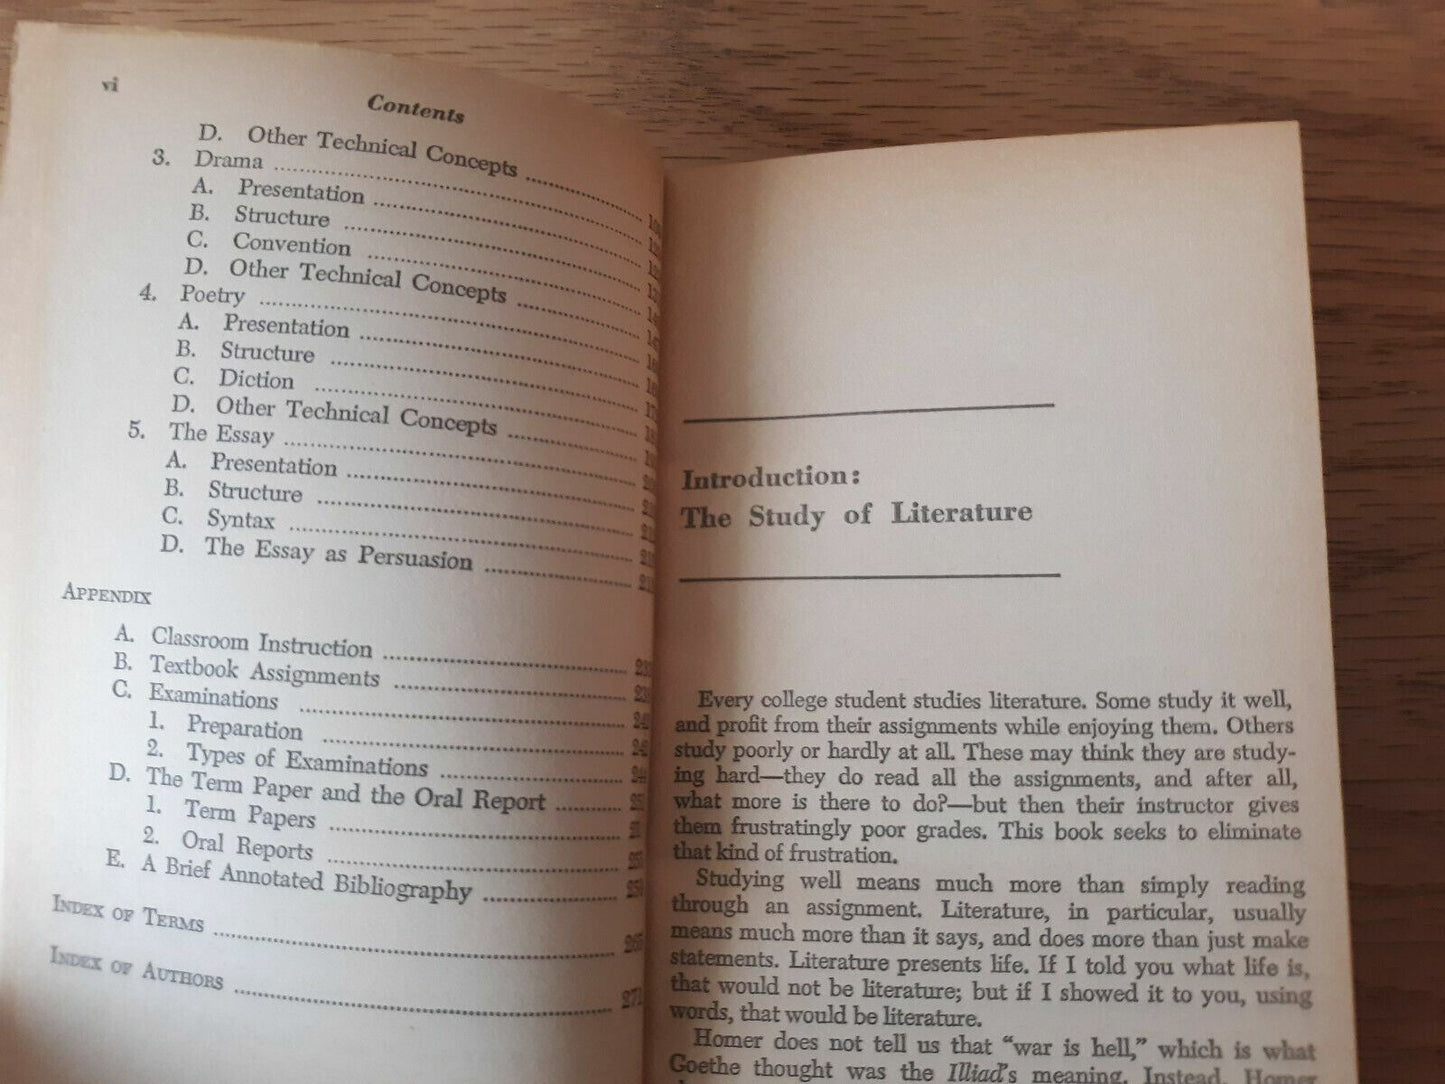 vi
Contents
D. Other Technical Concepts
3. Drama
A. Presentation
B. Structure
C. Convention
D. Other Technical Concepts
4. Poetry
A. Presentation
B. Structure
C. Diction
D. Other Technical Concepts
5. The Essay
A. Presentation
B. Structure
C. Syntax
D. The Essay as Persuasion
APPENDIX
A. Classroom Instruction
B. Textbook Assignments
C. Examinations
1. Preparation
2. Types of Examinations
D. The Term Paper and the Oral Report
1. Term Papers
2. Oral Reports
E. A Brief Annotated Bibliography
INDEX OF TERMS 265
INDEX OF AUTHORS 271
Introduction:
The Study of Literature
Every college student studies literature. Some study it well,
and profit from their assignments while enjoying them. Others
study poorly or hardly at all. These may think they are study-
ing hard—they do read all the assignments, and after all,
what more is there to do?—but then their instructor gives
them frustratingly poor grades. This book seeks to eliminate
that kind of frustration.
Studying well means much more than simply reading
through an assignment. Literature, in particular, usually
means much more than it says, and does more than just make
statements. Literature presents life. If I told you what life is,
that would not be literature; but if I showed it to you, using
words, that would be literature.
Homer does not tell us that “war is hell,” which is what
Goethe thought was the Illiad's meaning. Instead, Homer